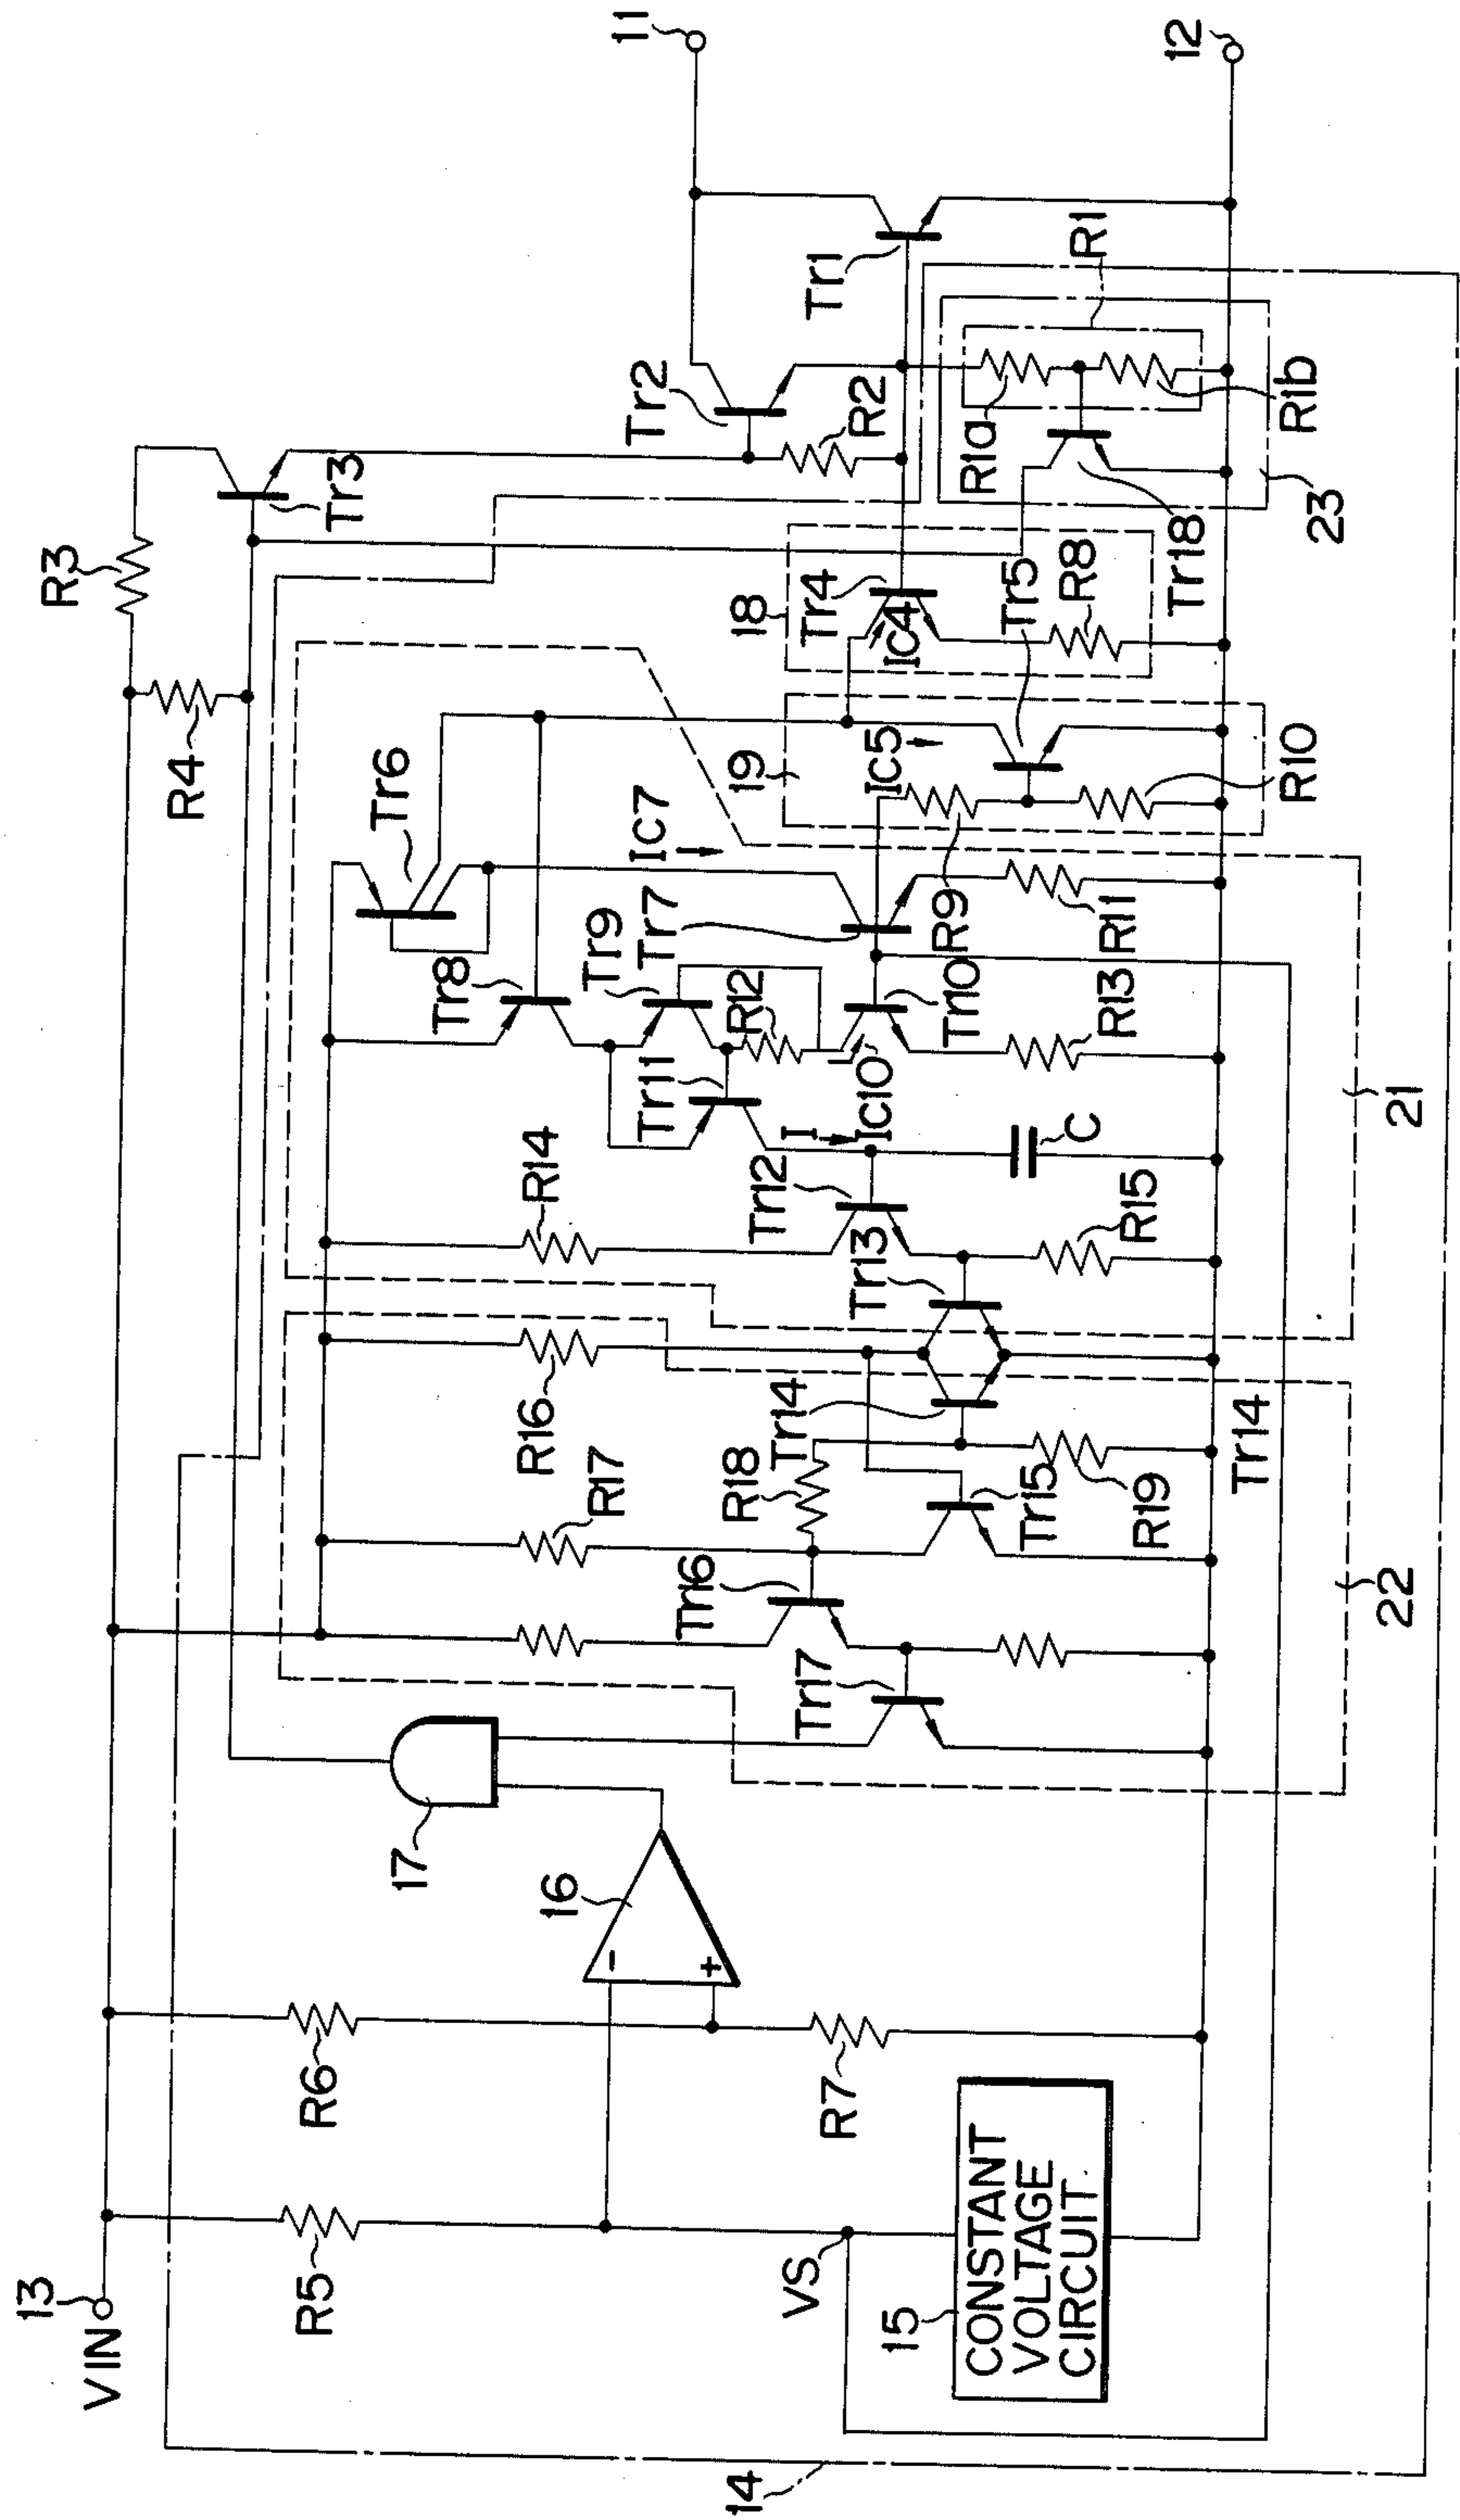 13
VIN
R5
R6
R3
R4
Tr3
Tr6
Tr8
Tr9
Tr7
IC7
Tr2
R2
11
12
Tr1
R1
R1a
R1b
23
Tr18
18
Tr4
IC4
R8
Tr5
19
IC5
R10
R9
R11
Tr10
R13
R12
Tr11
IC10
I
C
21
R14
Tr12
Tr13
R15
R16
R17
R18
Tr14
Tr14
Tr15
R19
Tr16
Tr17
22
17
16
-
+
R7
VS
15
CONSTANT
VOLTAGE
CIRCUIT
14